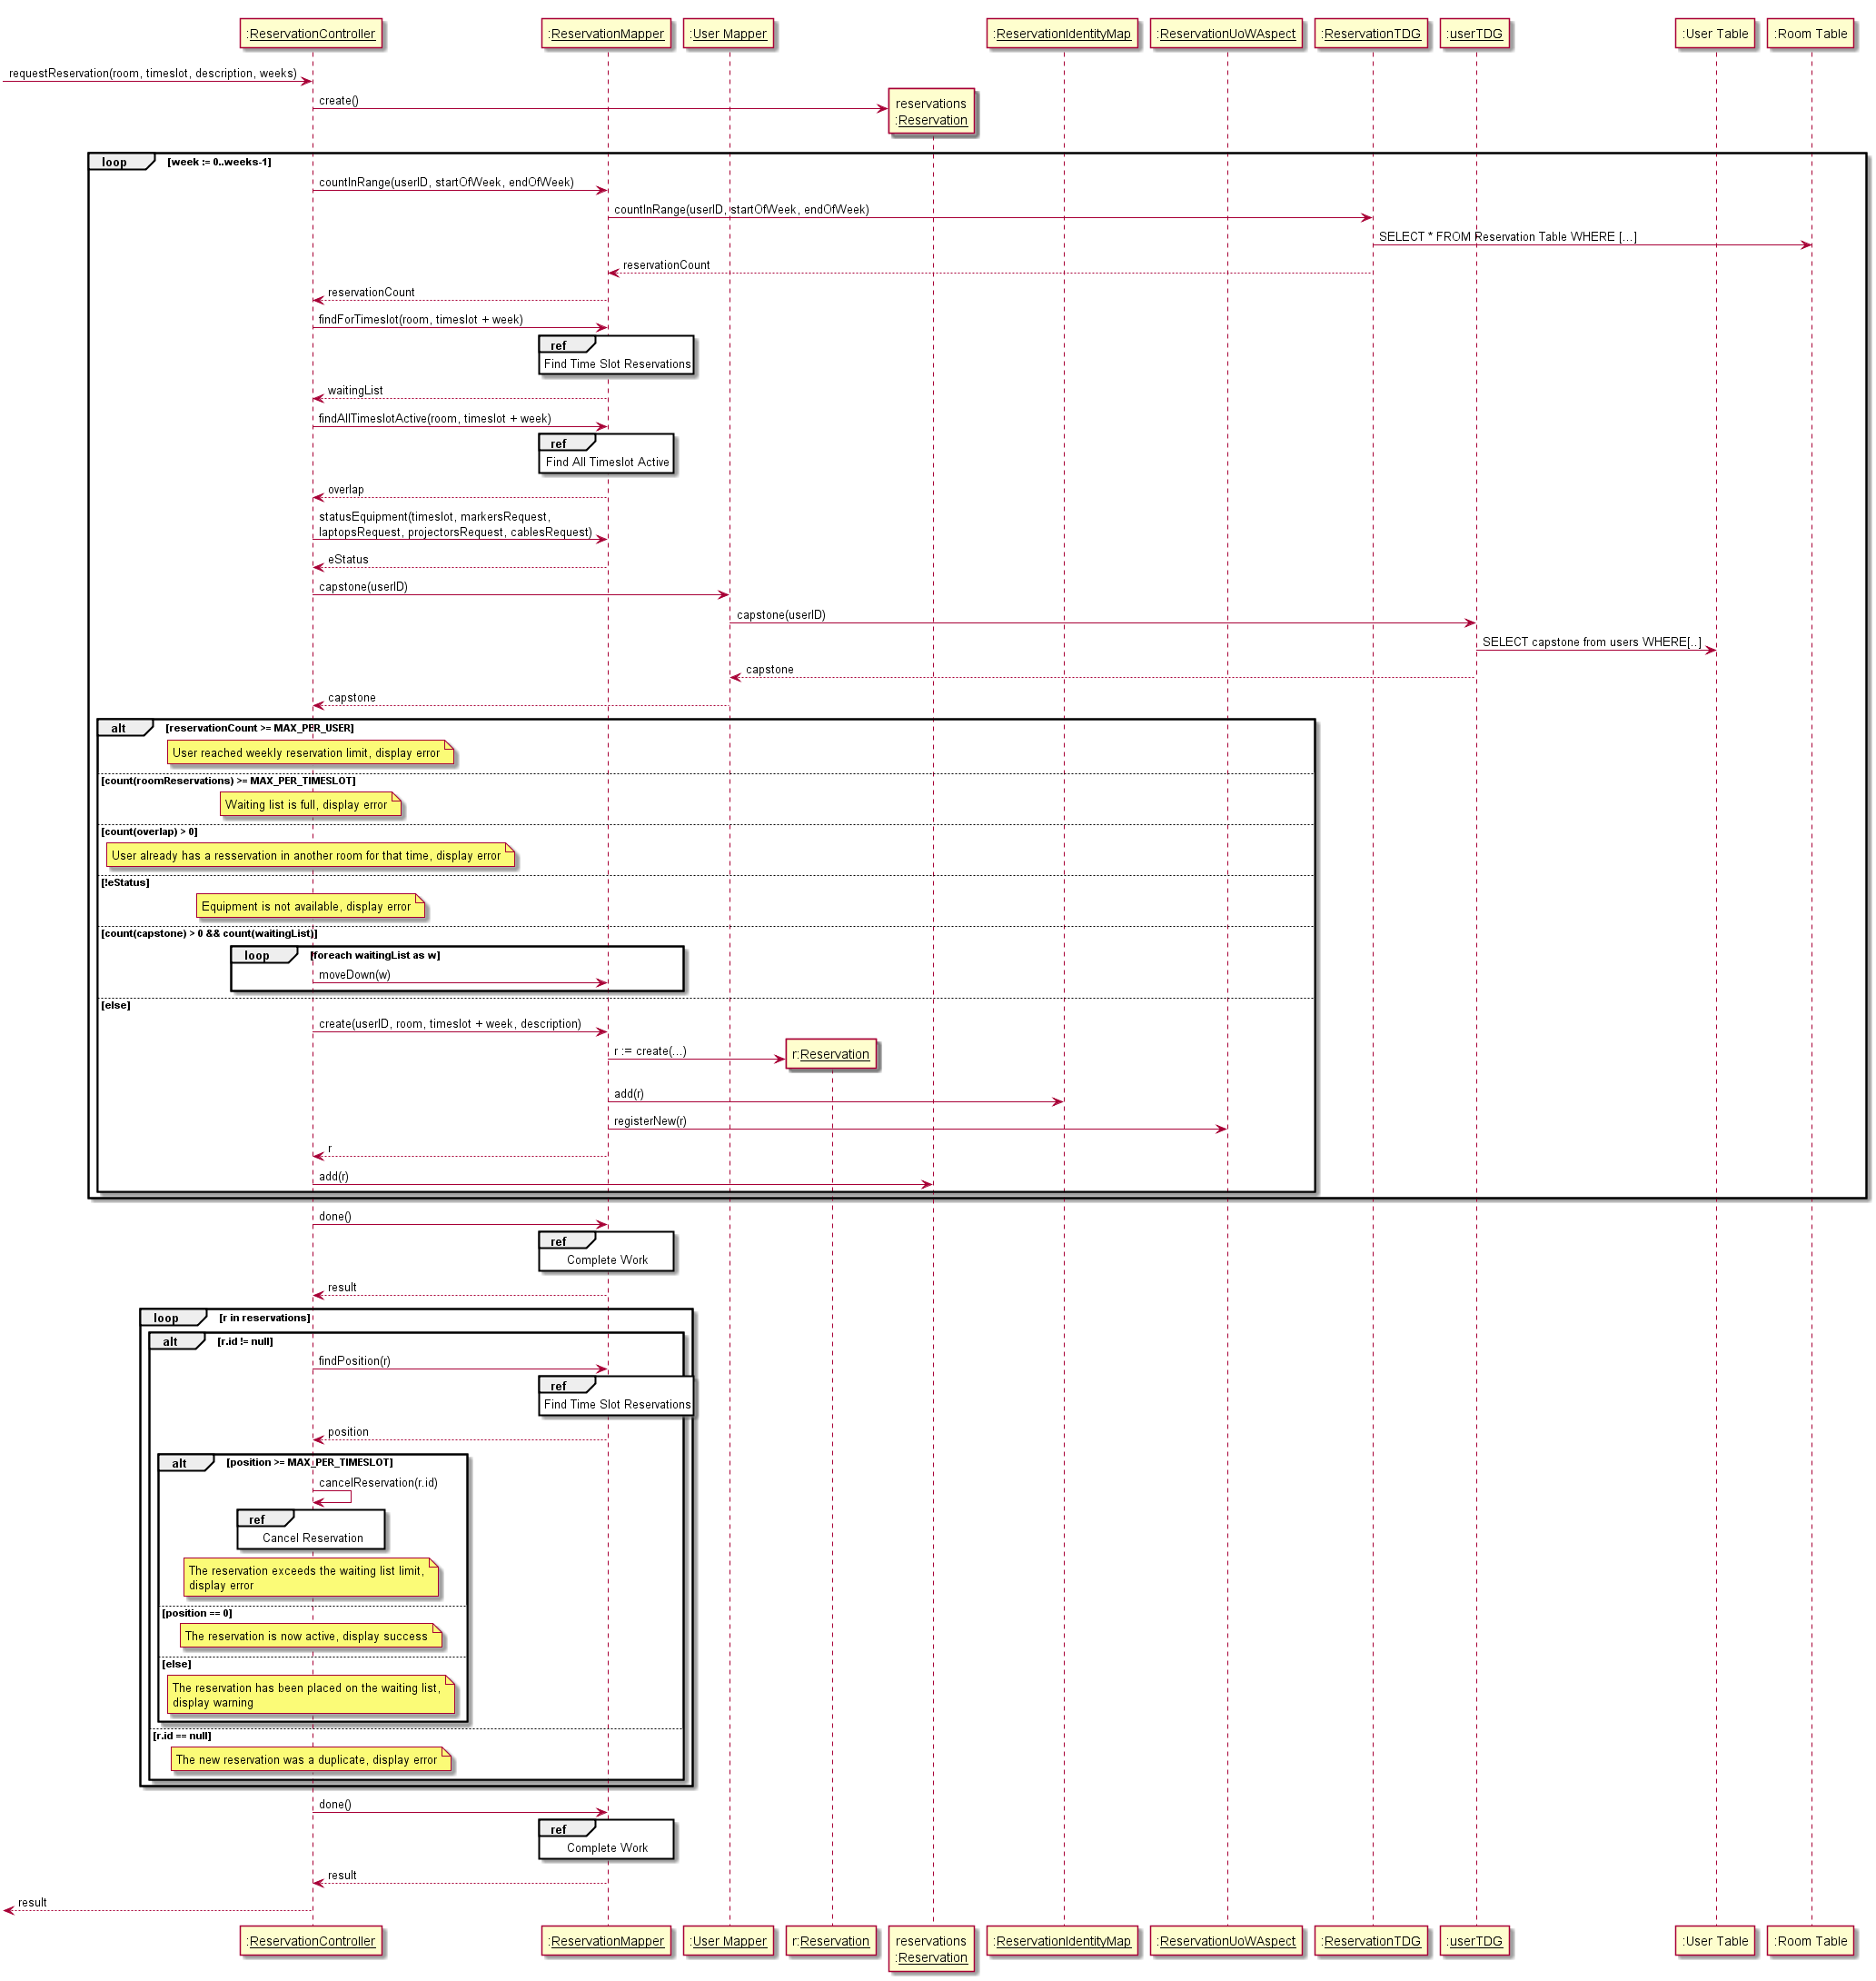 :ReservationController
:ReservationMapper
:User Mapper
:ReservationIdentityMap
:ReservationUoWAspect
:ReservationTDG
:userTDG
:User Table
:Room Table
requestReservation(room, timeslot, description, weeks)
create()
reservations
:Reservation
loop
[week := 0..weeks-1]
countInRange(userID, startOfWeek, endOfWeek)
countInRange(userID, startOfWeek, endOfWeek)
SELECT * FROM Reservation Table WHERE [...]
reservationCount
reservationCount
findForTimeslot(room, timeslot + week)
ref
Find Time Slot Reservations
waitingList
findAllTimeslotActive(room, timeslot + week)
ref
Find All Timeslot Active
overlap
statusEquipment(timeslot, markersRequest,
laptopsRequest, projectorsRequest, cablesRequest)
eStatus
capstone(userID)
capstone(userID)
SELECT capstone from users WHERE[..]
capstone
capstone
alt
[reservationCount >= MAX_PER_USER]
User reached weekly reservation limit, display error
[count(roomReservations) >= MAX_PER_TIMESLOT]
Waiting list is full, display error
[count(overlap) > 0]
User already has a resservation in another room for that time, display error
[!eStatus]
Equipment is not available, display error
[count(capstone) > 0 && count(waitingList)]
loop
[foreach waitingList as w]
moveDown(w)
[else]
create(userID, room, timeslot + week, description)
r := create(...)
r:Reservation
add(r)
registerNew(r)
r
add(r)
done()
ref
Complete Work
result
loop
[r in reservations]
alt
[r.id != null]
findPosition(r)
ref
Find Time Slot Reservations
position
alt
[position >= MAX_PER_TIMESLOT]
cancelReservation(r.id)
ref
Cancel Reservation
The reservation exceeds the waiting list limit,
display error
[position == 0]
The reservation is now active, display success
[else]
The reservation has been placed on the waiting list,
display warning
[r.id == null]
The new reservation was a duplicate, display error
done()
ref
Complete Work
result
result
:ReservationController
:ReservationMapper
:User Mapper
r:Reservation
reservations
:Reservation
:ReservationIdentityMap
:ReservationUoWAspect
:ReservationTDG
:userTDG
:User Table
:Room Table